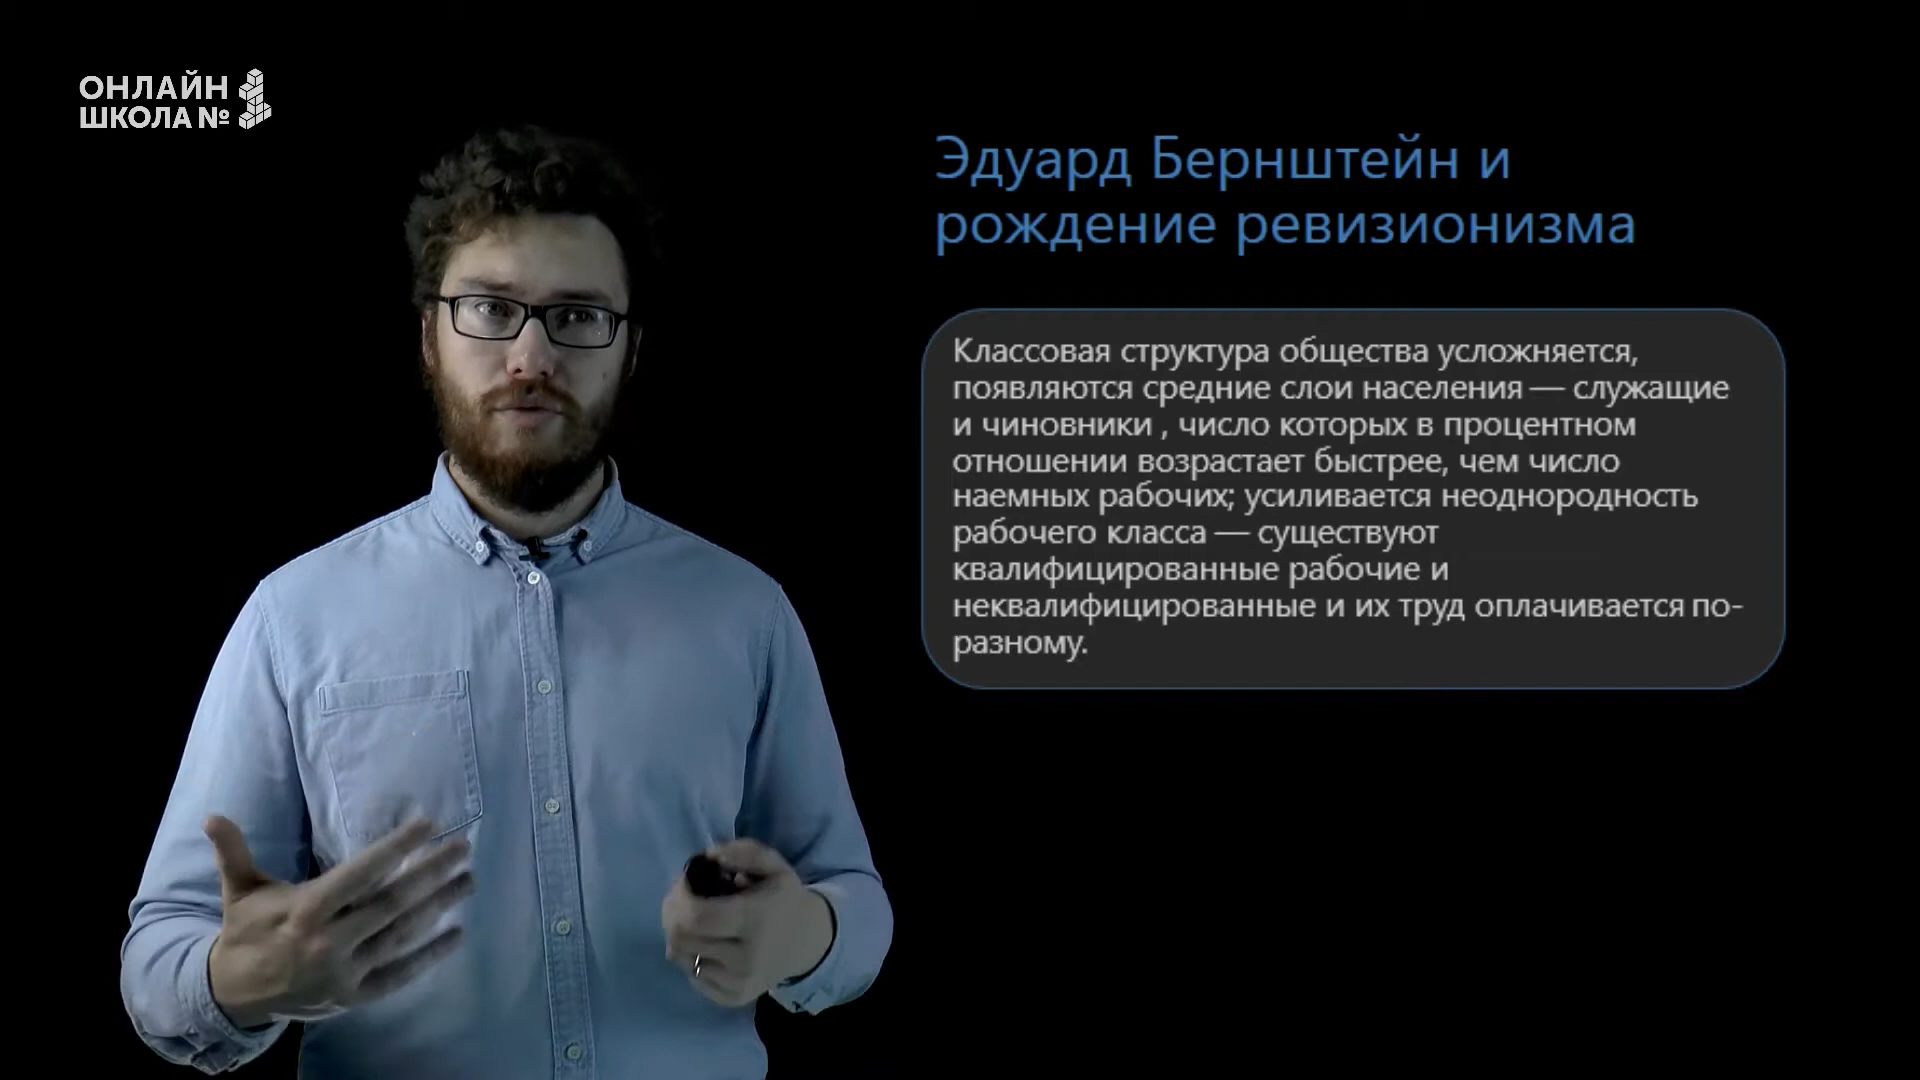 ОНЛАЙН
ШКОЛА №
Эдуард Бернштейн и
рождение ревизионизма
Классовая структура общества усложняется,
появляются средние слои населения — служащие
и чиновники , число которых в процентном
отношении возрастает быстрее, чем число
наемных рабочих; усиливается неоднородность
рабочего класса — существуют
квалифицированные рабочие и
неквалифицированные и их труд оплачивается по-
разному.